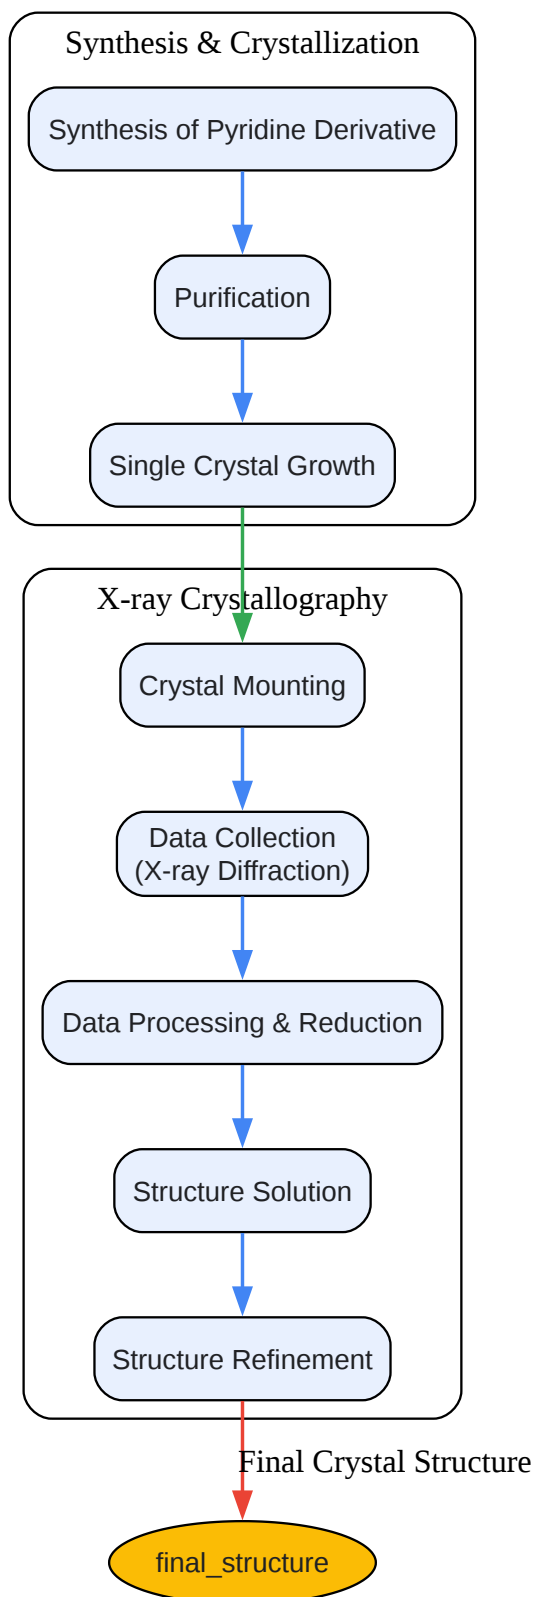 Synthesis & Crystallization
Synthesis of Pyridine Derivative
Purification
Single Crystal Growth
X-ray Crystallography
Crystal Mounting
Data Collection
(X-ray Diffraction)
Data Processing & Reduction
Structure Solution
Structure Refinement
Final Crystal Structure
final_structure